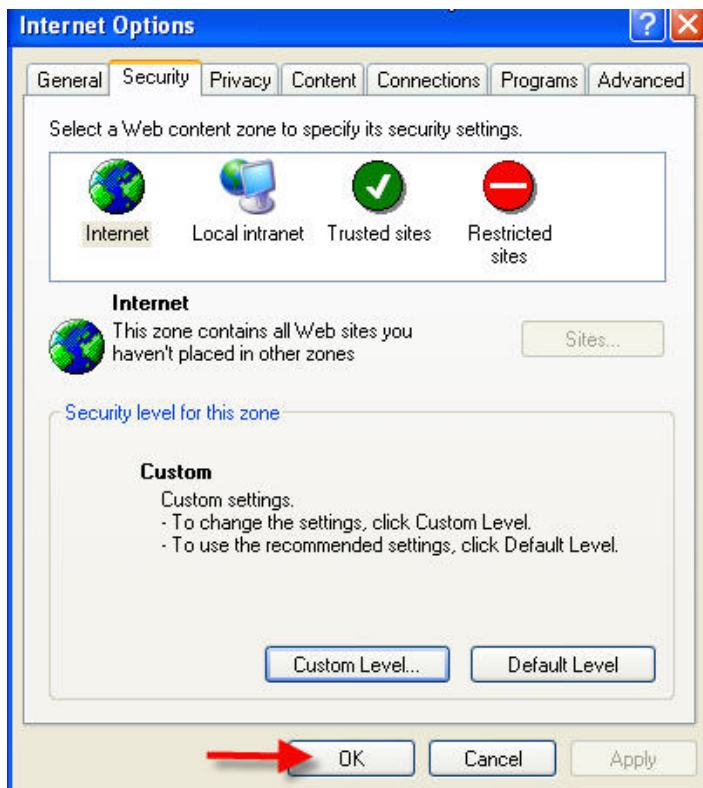 Internet Options
General Security Privacy Content Connections Programs Advanced
Select a Web content zone to specify its security settings.
Internet Local intranet Trusted sites Restricted
sites
Internet
This zone contains all Web sites you
haven't placed in other zones
Sites...
Security level for this zone
Custom
Custom settings.
- To change the settings, click Custom Level.
- To use the recommended settings, click Default Level.
Custom Level... Default Level
OK Cancel Apply